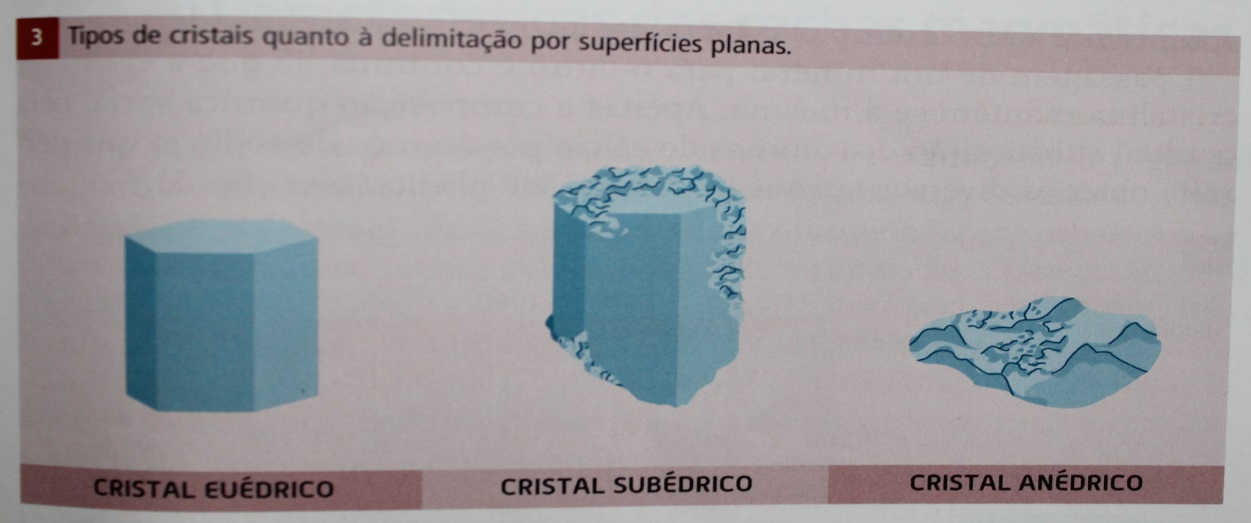 3 Tipos de cristais quanto à delimitação por superfícies planas.
CRISTAL EUÉDRICO
CRISTAL SUBÉDRICO
CRISTAL ANÉDRICO